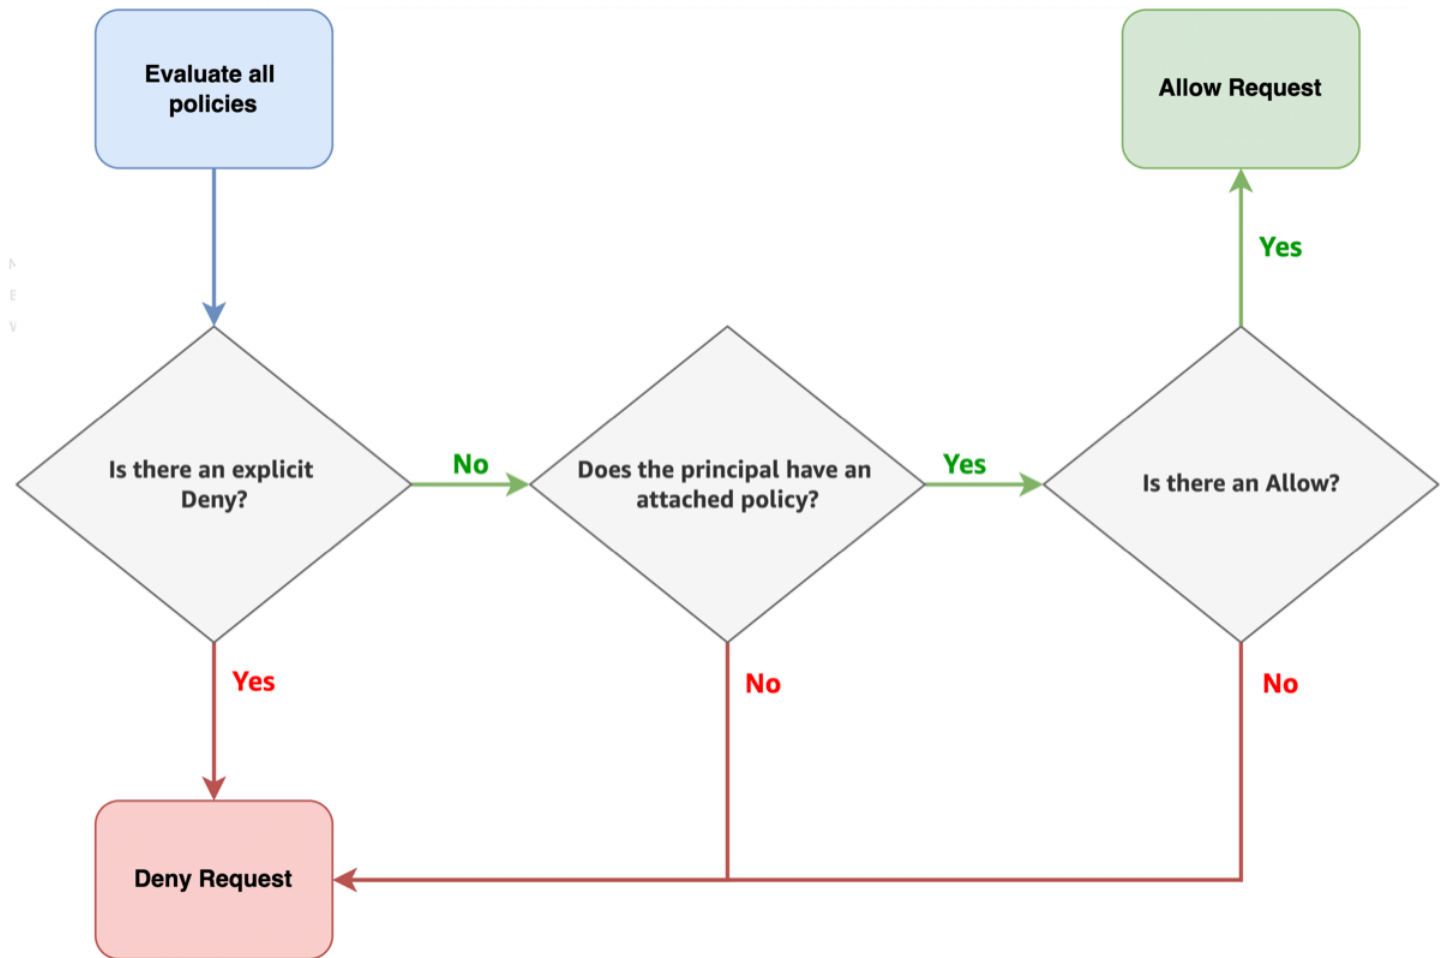 Evaluate all
policies
Allow Request
Yes
Is there an explicit
Deny?
No
Does the principal have an
attached policy?
Yes
Is there an Allow?
Yes
No
No
Deny Request